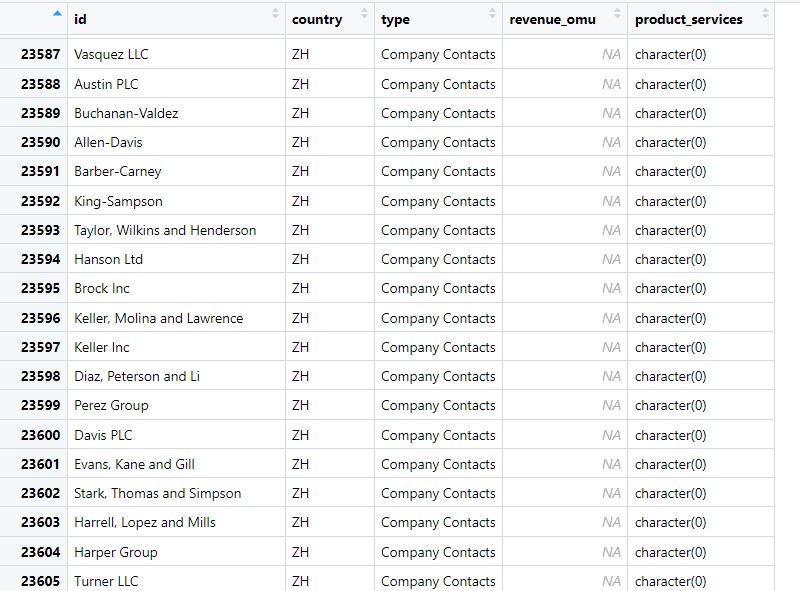 id country type revenue_omu product_services
23587 Vasquez LLC ZH Company Contacts NA character(0)
23588 Austin PLC ZH Company Contacts NA character(0)
23589 Buchanan-Valdez ZH Company Contacts NA character(0)
23590 Allen-Davis ZH Company Contacts NA character(0)
23591 Barber-Carney ZH Company Contacts NA character(0)
23592 King-Sampson ZH Company Contacts NA character(0)
23593 Taylor, Wilkins and Henderson ZH Company Contacts NA character(0)
23594 Hanson Ltd ZH Company Contacts NA character(0)
23595 Brock Inc ZH Company Contacts NA character(0)
23596 Keller, Molina and Lawrence ZH Company Contacts NA character(0)
23597 Keller Inc ZH Company Contacts NA character(0)
23598 Diaz, Peterson and Li ZH Company Contacts NA character(0)
23599 Perez Group ZH Company Contacts NA character(0)
23600 Davis PLC ZH Company Contacts NA character(0)
23601 Evans, Kane and Gill ZH Company Contacts NA character(0)
23602 Stark, Thomas and Simpson ZH Company Contacts NA character(0)
23603 Harrell, Lopez and Mills ZH Company Contacts NA character(0)
23604 Harper Group ZH Company Contacts NA character(0)
23605 Turner LLC ZH Company Contacts NA character(0)